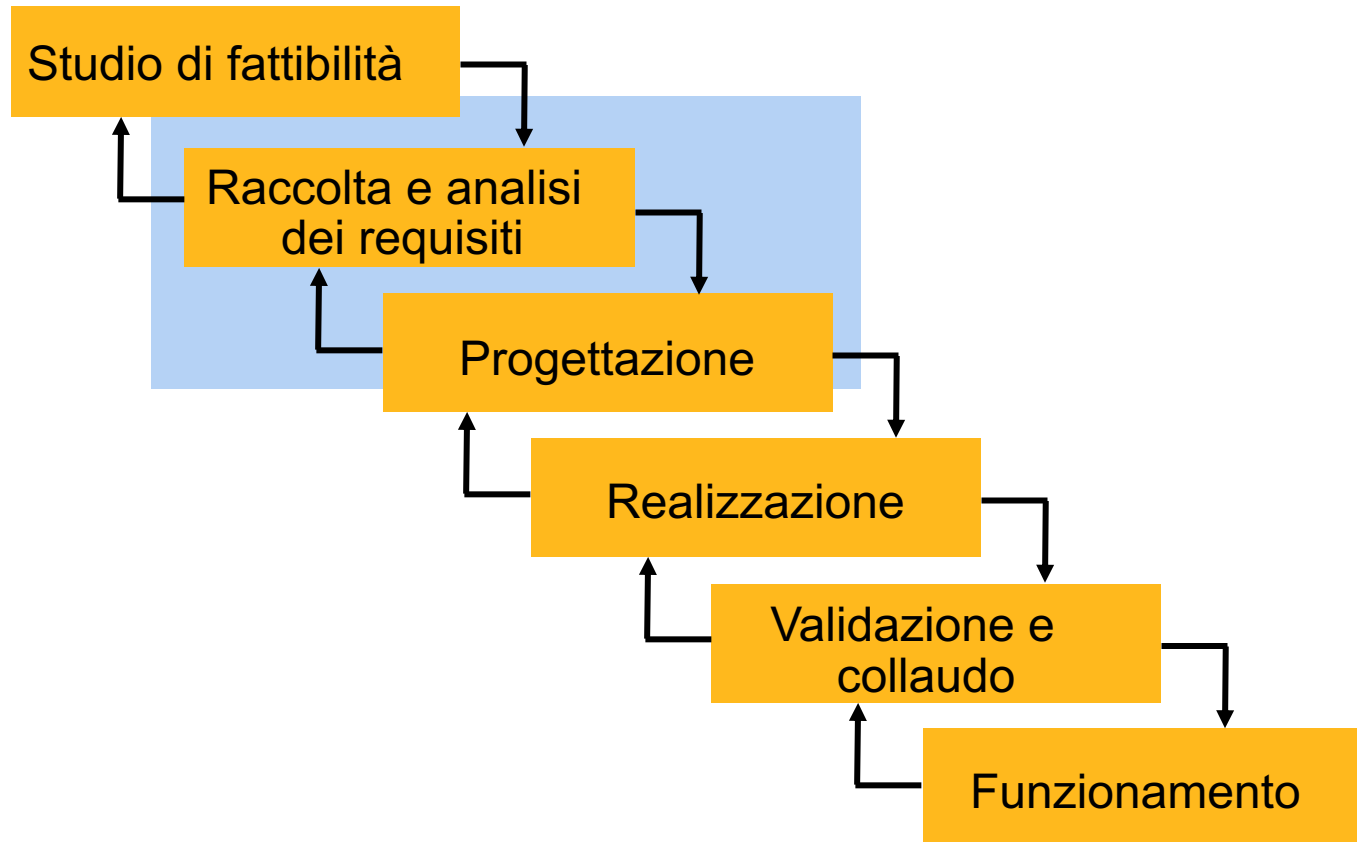 Studio di fattibilità
Raccolta e analisi
dei requisiti
Progettazione
Realizzazione
Validazione e
collaudo
Funzionamento